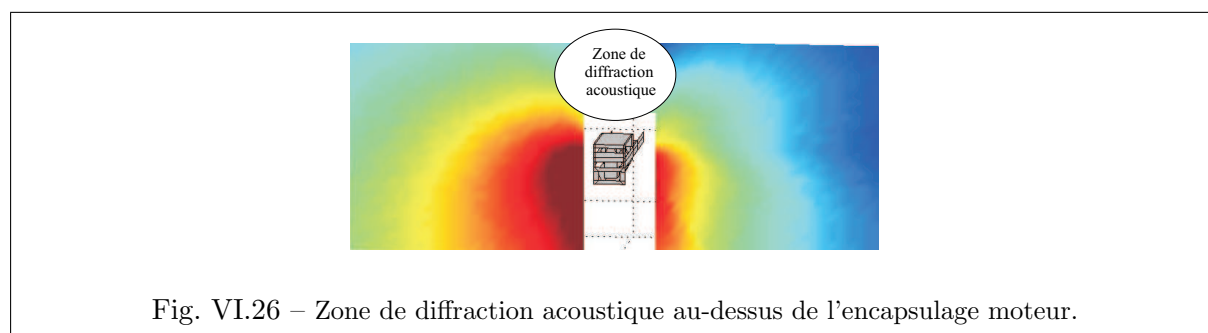 Zone de
diffraction
acoustique
Fig. VI.26 – Zone de diffraction acoustique au-dessus de l'encapsulage moteur.